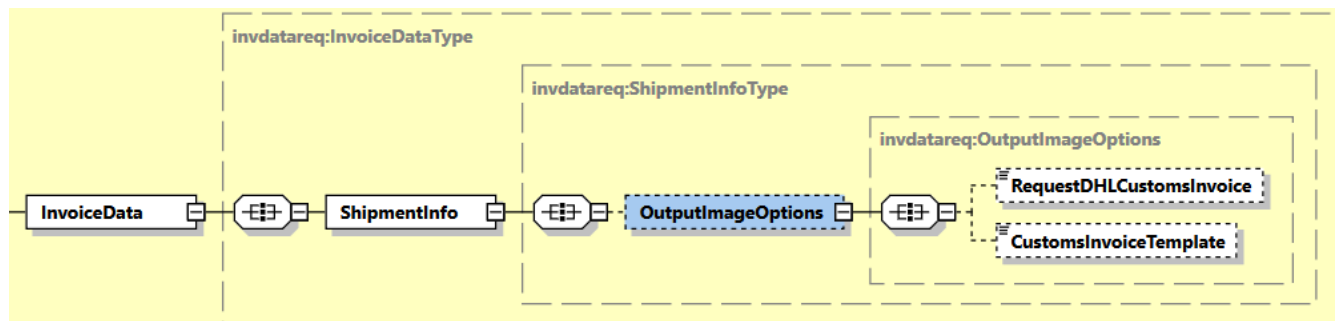 invdatareq:InvoiceDataType
invdatareq:ShipmentInfoType
invdatareq:OutputImageOptions
RequestDHLCustomsInvoice
InvoiceData
ShipmentInfo
OutputImageOptions
CustomsInvoiceTemplate